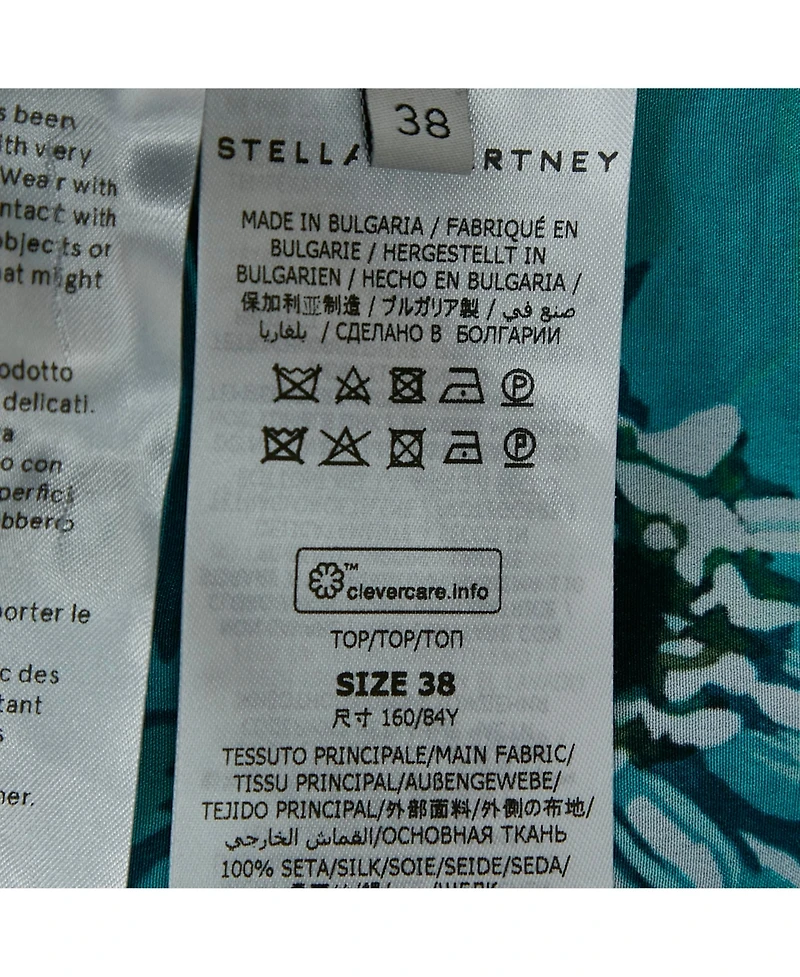 s been
ith very
Wear with
ntact with
objects or
at might
odotto
delicati.
a
o con
perfici
bbero
porter le
c des
tant
s
ner.
38
STELLA RTNEY
MADE IN BULGARIA / FABRIQUÉ EN
BULGARIE / HERGESTELLT IN
BULGARIEN / HECHO EN BULGARIA /
保加利亚制造 / ブルガリア製 / صنع في
بلغاريا / СДЕЛАНО В БОЛГАРИИ
P
P
™
clevercare.info
TOP/TOP/ТОП
SIZE 38
尺寸 160/84Y
TESSUTO PRINCIPALE/MAIN FABRIC/
TISSU PRINCIPAL/AUßENGEWEBE/
TEJIDO PRINCIPAL/外部面料/外側の布地/
القماش الخارجي/ОСНОВНАЯ ТКАНЬ
100% SETA/SILK/SOIE/SEIDE/SEDA/